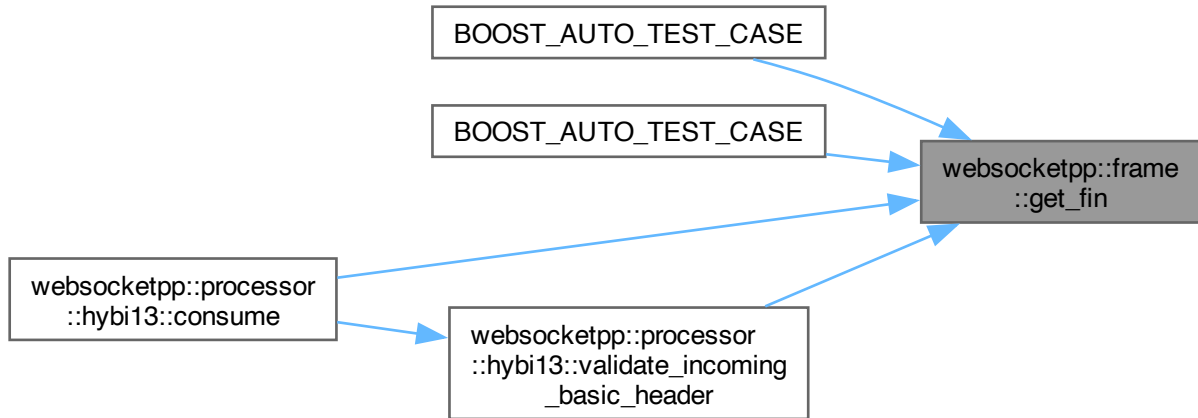 BOOST_AUTO_TEST_CASE
BOOST_AUTO_TEST_CASE
websocketpp::frame
::get_fin
websocketpp::processor
::hybi13::consume
websocketpp::processor
::hybi13::validate_incoming
_basic_header